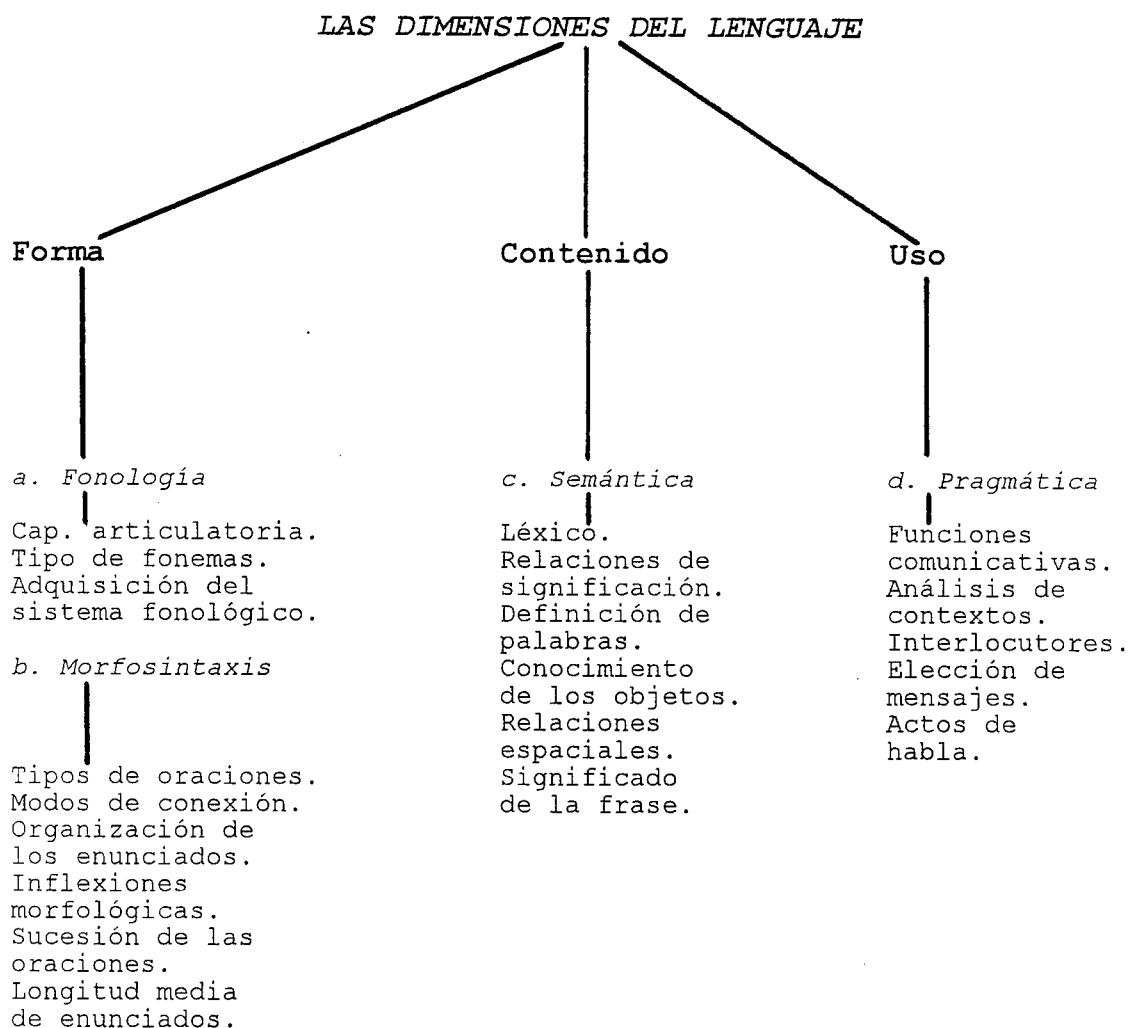 LAS DIMENSIONES DEL LENGUAJE
Forma
a. Fonología
Cap. articulatoria.
Tipo de fonemas.
Adquisición del
sistema fonológico.
b. Morfosintaxis
Tipos de oraciones.
Modos de conexión.
Organización de
los enunciados.
Inflexiones
morfológicas.
Sucesión de las
oraciones.
Longitud media
de enunciados.
Contenido
c. Semántica
Léxico.
Relaciones de
significación.
Definición de
palabras.
Conocimiento
de los objetos.
Relaciones
espaciales.
Significado
de la frase.
Uso
d. Pragmática
Funciones
comunicativas.
Análisis de
contextos.
Interlocutores.
Elección de
mensajes.
Actos de
habla.